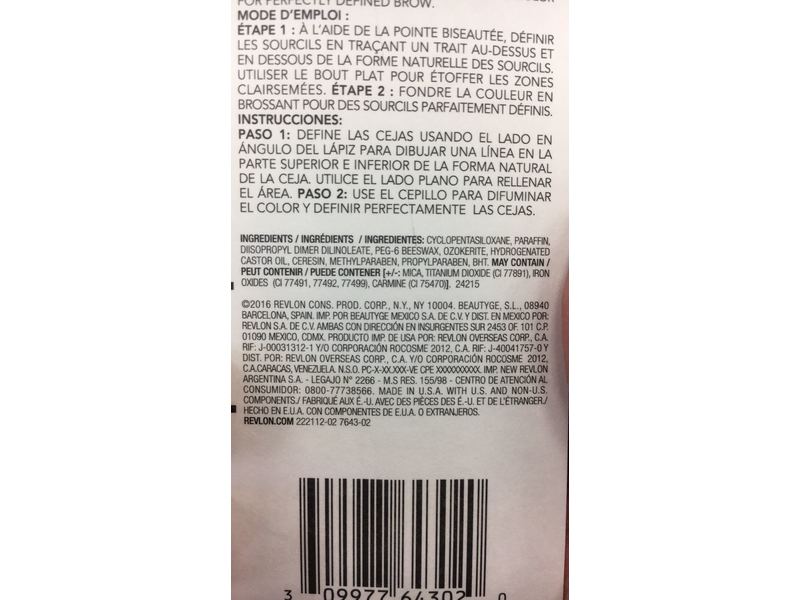 FOR PERFECTLY DEFINED BROW.
MODE D'EMPLOI :
ÉTAPE 1 : À L'AIDE DE LA POINTE BISEAUTÉE, DÉFINIR
LES SOURCILS EN TRAÇANT UN TRAIT AU-DESSUS ET
EN DESSOUS DE LA FORME NATURELLE DES SOURCILS.
UTILISER LE BOUT PLAT POUR ÉTOFFER LES ZONES
CLAIRSEMÉES. ÉTAPE 2 : FONDRE LA COULEUR EN
BROSSANT POUR DES SOURCILS PARFAITEMENT DÉFINIS.
INSTRUCCIONES:
PASO 1: DEFINE LAS CEJAS USANDO EL LADO EN
ÁNGULO DEL LÁPIZ PARA DIBUJAR UNA LÍNEA EN LA
PARTE SUPERIOR E INFERIOR DE LA FORMA NATURAL
DE LA CEJA. UTILICE EL LADO PLANO PARA RELLENAR
EL ÁREA. PASO 2: USE EL CEPILLO PARA DIFUMINAR
EL COLOR Y DEFINIR PERFECTAMENTE LAS CEJAS.
INGREDIENTS / INGRÉDIENTS / INGREDIENTES: CYCLOPENTASILOXANE, PARAFFIN,
DIISOPROPYL DIMER DILINOLEATE, PEG-6 BEESWAX, OZOKERITE, HYDROGENATED
CASTOR OIL, CERESIN, METHYLPARABEN, PROPYLPARABEN, BHT. MAY CONTAIN /
PEUT CONTENIR / PUEDE CONTENER [+/-: MICA, TITANIUM DIOXIDE (CI 77891), IRON
OXIDES (CI 77491, 77492, 77499), CARMINE (CI 75470)]. 24215
©2016 REVLON CONS. PROD. CORP., N.Y., NY 10004. BEAUTYGE, S.L., 08940
BARCELONA, SPAIN. IMP. POR BEAUTYGE MEXICO S.A. DE C.V. Y DIST. EN MEXICO POR:
REVLON S.A. DE C.V. AMBAS CON DIRECCIÓN EN INSURGENTES SUR 2453 OF. 101 C.P.
01090 MEXICO, CDMX. PRODUCTO IMP. DE USA POR: REVLON OVERSEAS CORP., C.A.
RIF: J-00031312-1 Y/O CORPORACIÓN ROCOSME 2012, C.A. RIF: J-40041757-0 Y
DIST. POR: REVLON OVERSEAS CORP., C.A. Y/O CORPORACIÓN ROCOSME 2012,
C.A.CARACAS, VENEZUELA. N.S.O. PC-X-XX.XXX-VE CPE XXXXXXXXXX. IMP. NEW REVLON
ARGENTINA S.A. - LEGAJO N° 2266 - M.S RES. 155/98 - CENTRO DE ATENCIÓN AL
CONSUMIDOR: 0800-77738566. MADE IN U.S.A. WITH U.S. AND NON-U.S.
COMPONENTS./ FABRIQUÉ AUX É.-U. AVEC DES PIÈCES DES É.-U. ET DE L'ÉTRANGER./
HECHO EN E.U.A. CON COMPONENTES DE E.U.A. O EXTRANJEROS.
REVLON.COM 222112-02 7643-02
3 09977 64302 0